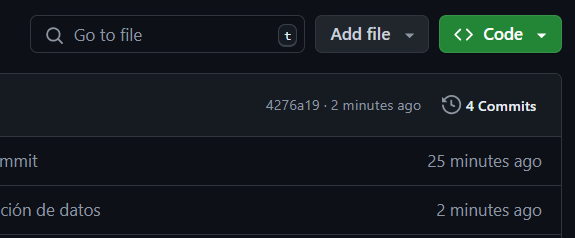 Go to file t Add file <> Code
4276a19 · 2 minutes ago 4 Commits
mmit 25 minutes ago
ción de datos 2 minutes ago